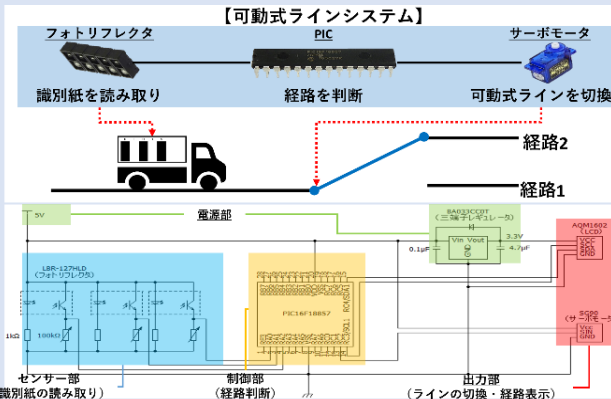 【可動式ラインシステム】
フォトリフレクタ
PIC
サーボモータ
識別紙を読み取り
経路を判断
可動式ラインを切換
経路2
経路1
5V
電源部
BA033CC0T
(三端子レギュレータ)
Vin Vout
GND
3.3V
0.1μF
4.7μF
AQM1602
(LCD)
LBR-127HLD
(フォトリフレクタ)
PIC16F18857
SG90
(サーボモータ
Vcc
SIN
GND
1kΩ
100kΩ
センサー部
識別紙の読み取り)
制御部
(経路判断)
出力部
(ラインの切換・経路表示)